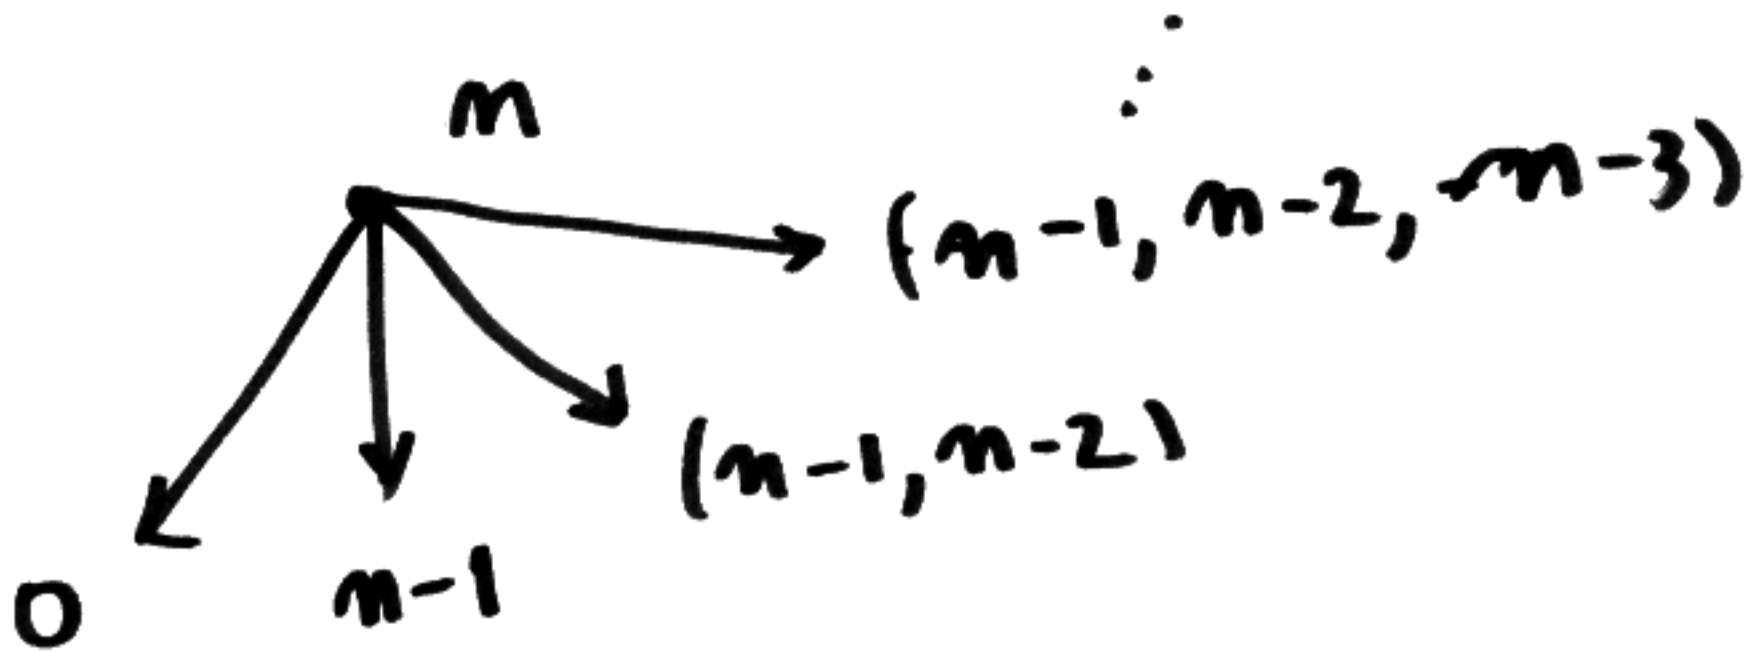 n
(n-1, n-2, n-3)
(n-1, n-2)
n-1
0